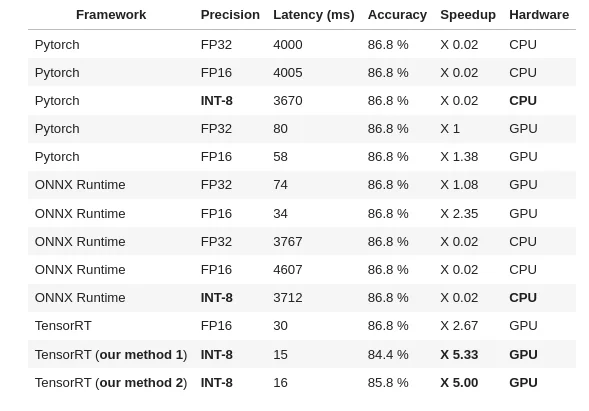 Framework Precision Latency (ms) Accuracy Speedup Hardware
Pytorch FP32 4000 86.8 % X 0.02 CPU
Pytorch FP16 4005 86.8 % X 0.02 CPU
Pytorch INT-8 3670 86.8 % X 0.02 CPU
Pytorch FP32 80 86.8 % X 1 GPU
Pytorch FP16 58 86.8 % X 1.38 GPU
ONNX Runtime FP32 74 86.8 % X 1.08 GPU
ONNX Runtime FP16 34 86.8 % X 2.35 GPU
ONNX Runtime FP32 3767 86.8 % X 0.02 CPU
ONNX Runtime FP16 4607 86.8 % X 0.02 CPU
ONNX Runtime INT-8 3712 86.8 % X 0.02 CPU
TensorRT FP16 30 86.8 % X 2.67 GPU
TensorRT (our method 1) INT-8 15 84.4 % X 5.33 GPU
TensorRT (our method 2) INT-8 16 85.8 % X 5.00 GPU